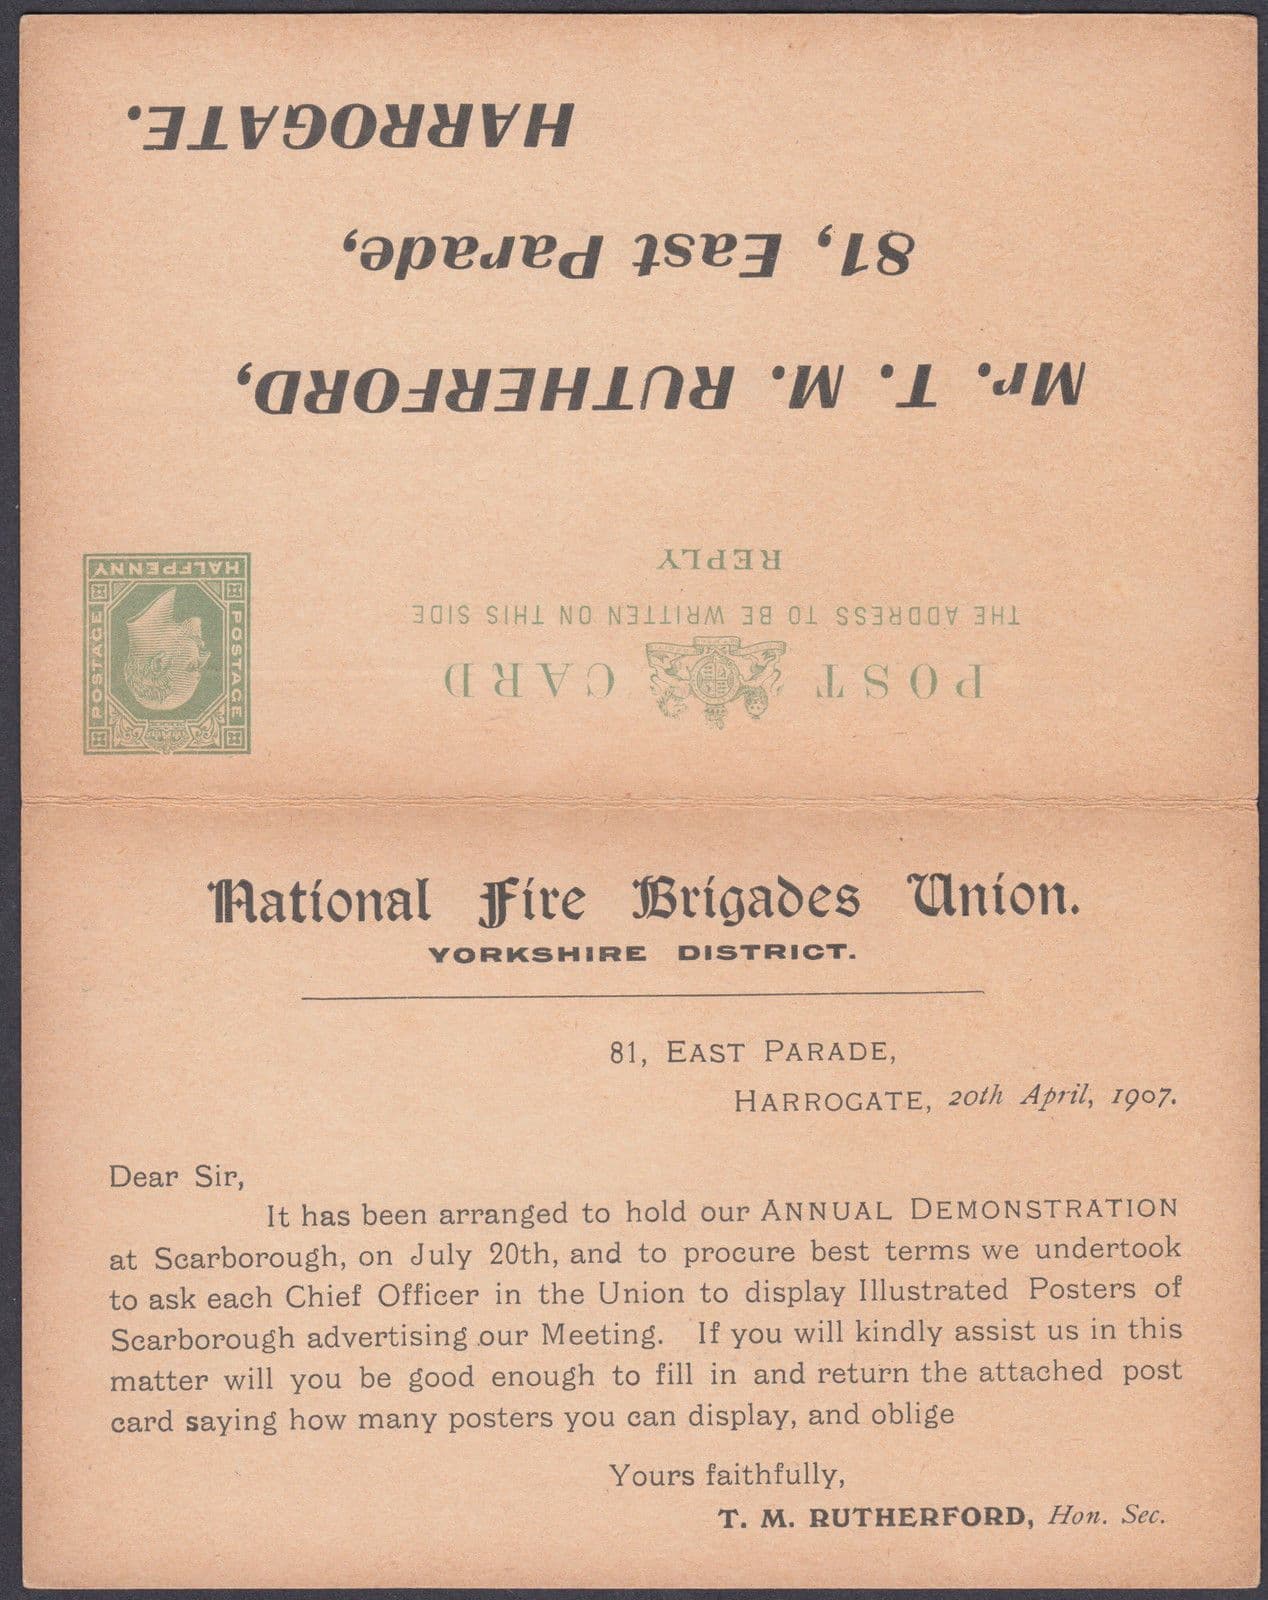 POST CARD
THE ADDRESS TO BE WRITTEN ON THIS SIDE
REPLY
POSTAGE
POSTAGE
HALFPENNY
Mr. T. M. RUTHERFORD,
81, East Parade,
HARROGATE.
National Fire Brigades Union.
YORKSHIRE DISTRICT.
81, EAST PARADE,
HARROGATE, 20th April, 1907.
Dear Sir,
It has been arranged to hold our ANNUAL DEMONSTRATION
at Scarborough, on July 20th, and to procure best terms we undertook
to ask each Chief Officer in the Union to display Illustrated Posters of
Scarborough advertising our Meeting. If you will kindly assist us in this
matter will you be good enough to fill in and return the attached post
card saying how many posters you can display, and oblige
Yours faithfully,
T. M. RUTHERFORD, Hon. Sec.